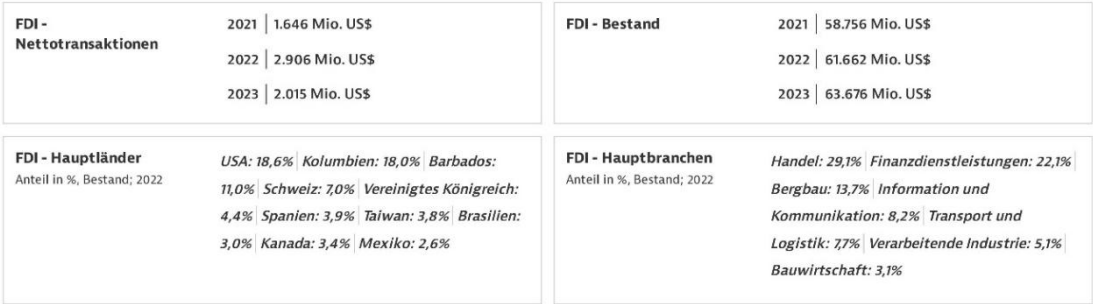 FDI -
Nettotransaktionen
2021 | 1.646 Mio. US$
2022 | 2.906 Mio. US$
2023 | 2.015 Mio. US$
FDI - Bestand
2021 | 58.756 Mio. US$
2022 | 61.662 Mio. US$
2023 | 63.676 Mio. US$
FDI - Hauptländer
Anteil in %, Bestand; 2022
USA: 18,6% | Kolumbien: 18,0% | Barbados:
11,0% | Schweiz: 7,0% | Vereinigtes Königreich:
4,4% | Spanien: 3,9% | Taiwan: 3,8% | Brasilien:
3,0% | Kanada: 3,4% | Mexiko: 2,6%
FDI - Hauptbranchen
Anteil in %, Bestand; 2022
Handel: 29,1% | Finanzdienstleistungen: 22,1% |
Bergbau: 13,7% | Information und
Kommunikation: 8,2% | Transport und
Logistik: 7,7% | Verarbeitende Industrie: 5,1% |
Bauwirtschaft: 3,1%